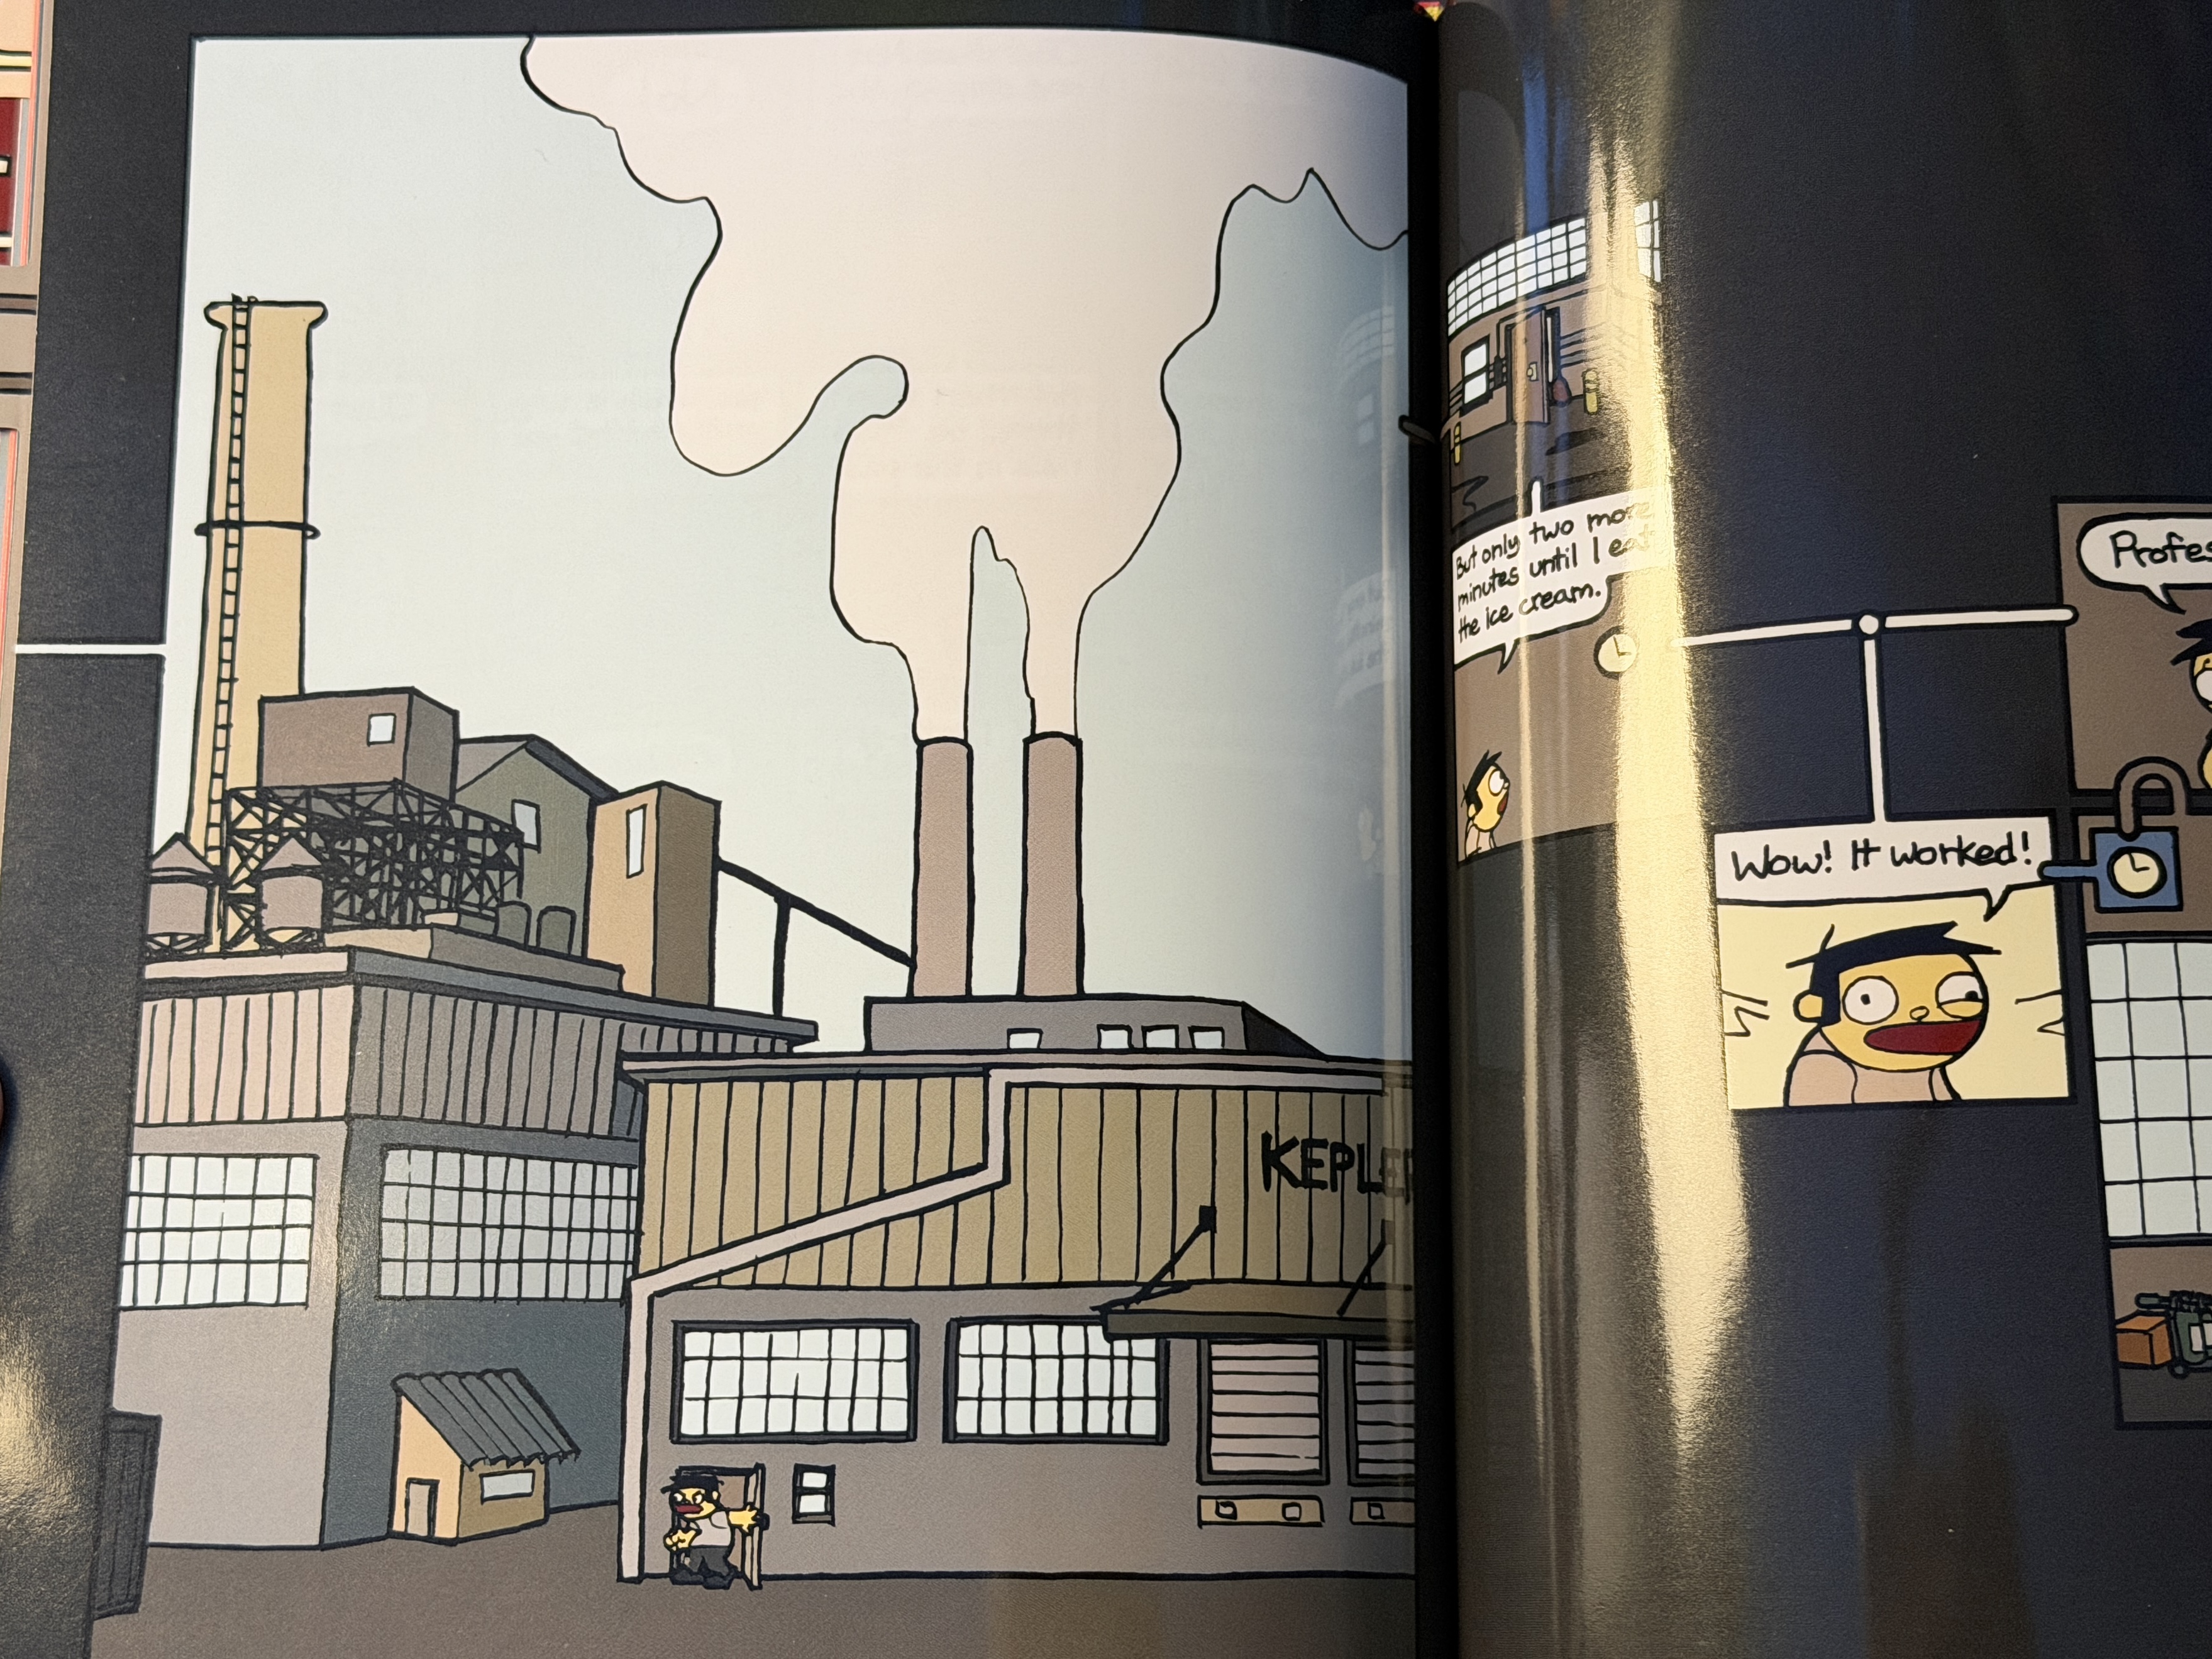 KEPLE
But only two more
minutes until I eat
the ice cream.
Wow! It worked!
Profes